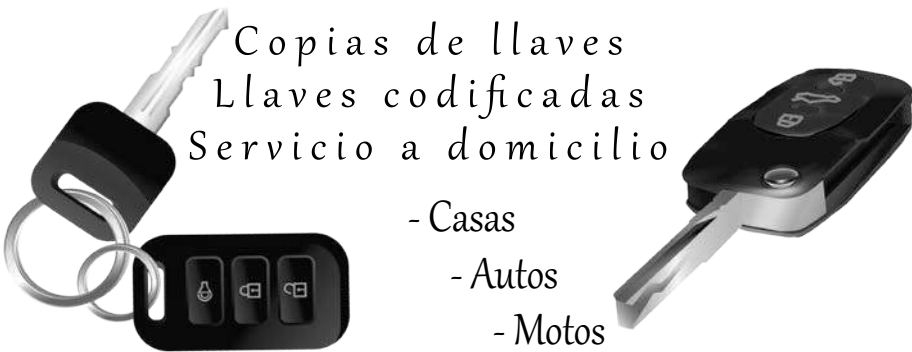 Copias de llaves
Llaves codificadas
Servicio a domicilio
- Casas
- Autos
- Motos